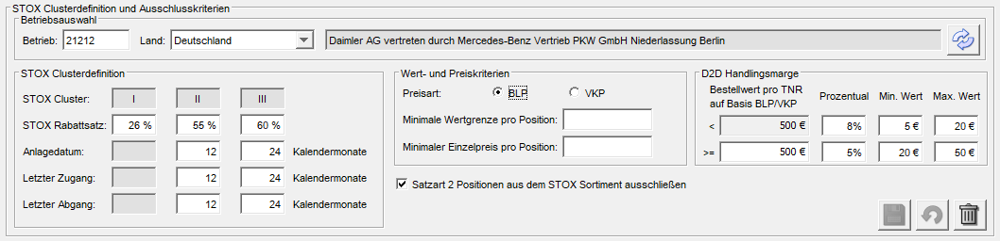 STOX Clusterdefinition und Ausschlusskriterien
Betriebsauswahl
Betrieb: 21212 Land: Deutschland Daimler AG vertreten durch Mercedes-Benz Vertrieb PKW GmbH Niederlassung Berlin
STOX Clusterdefinition
STOX Cluster: I II III
STOX Rabattsatz: 26 % 55 % 60 %
Anlagedatum: 12 24 Kalendermonate
Letzter Zugang: 12 24 Kalendermonate
Letzter Abgang: 12 24 Kalendermonate
Wert- und Preiskriterien
Preisart: BLP VKP
Minimale Wertgrenze pro Position:
Minimaler Einzelpreis pro Position:
Satzart 2 Positionen aus dem STOX Sortiment ausschließen
D2D Handlingsmarge
Bestellwert pro TNR
auf Basis BLP/VKP Prozentual Min. Wert Max. Wert
< 500 € 8% 5 € 20 €
>= 500 € 5% 20 € 50 €